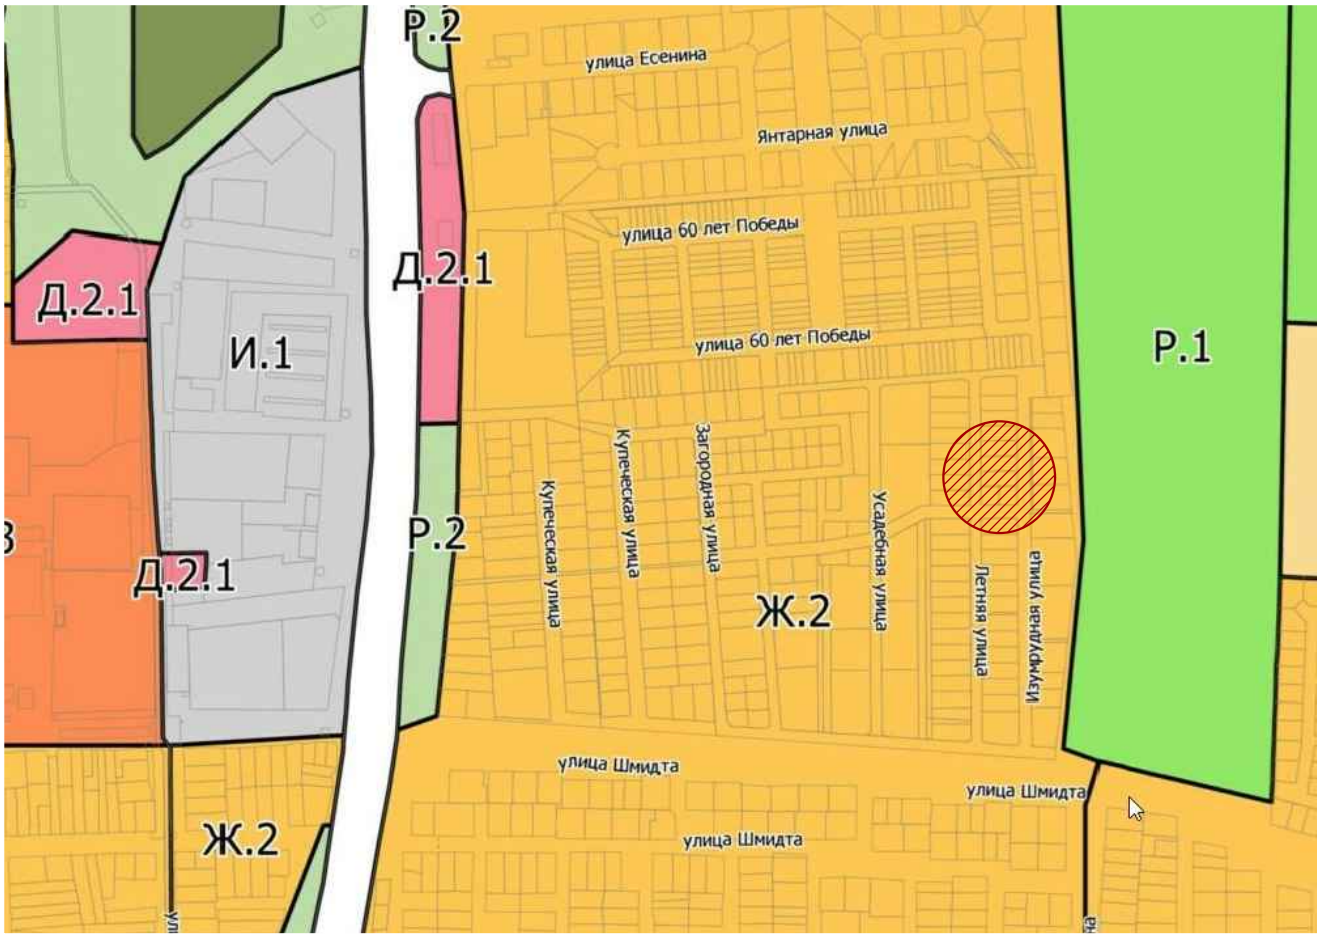 Р.2
улица Есенина
Янтарная улица
улица 60 лет Победы
Д.2.1
Д.2.1
И.1
улица 60 лет Победы
Р.1
Купеческая улица
Загородная улица
Купеческая улица
Усадебная улица
Р.2
Д.2.1
Летняя улица
Изумрудная улица
Ж.2
улица Шмидта
улица Шмидта
Ж.2
улица Шмидта